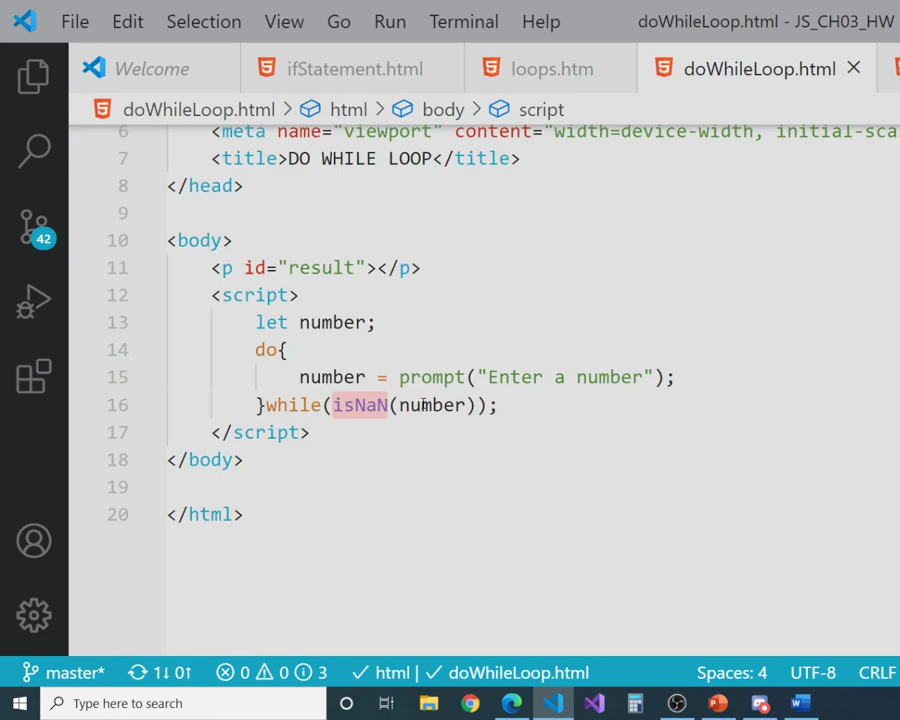 File Edit Selection View Go Run Terminal Help doWhileLoop.html - JS_CH03_HW
Welcome ifStatement.html loops.htm doWhileLoop.html
doWhileLoop.html > html > body > script
6 <meta name="viewport" content="width=device-width, initial-sca
7 <title>DO WHILE LOOP</title>
8 </head>
9
10 <body>
11 <p id="result"></p>
12 <script>
13 let number;
14 do{
15 number = prompt("Enter a number");
16 }while(isNaN(number));
17 </script>
18 </body>
19
20 </html>
42
master* 1↓ 0↑ 0 0 3 html | doWhileLoop.html Spaces: 4 UTF-8 CRLF
Type here to search